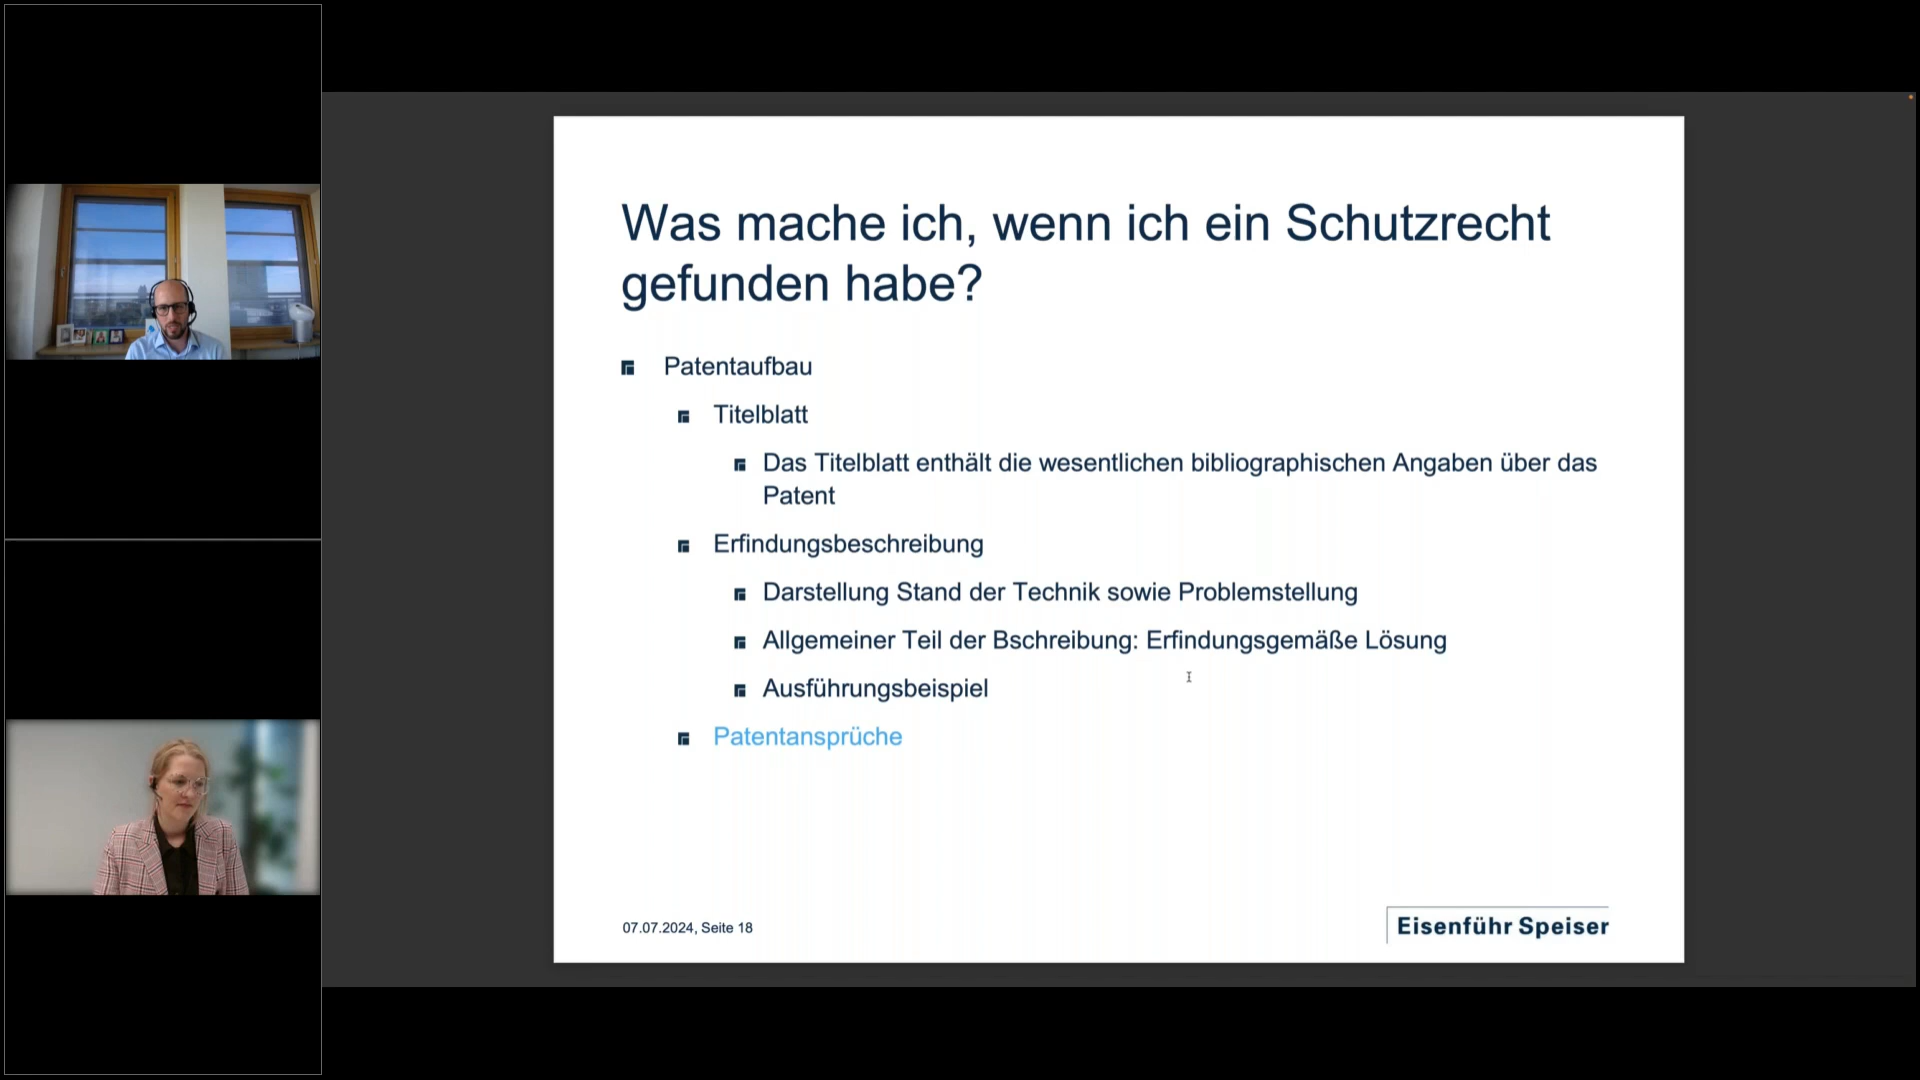 Was mache ich, wenn ich ein Schutzrecht
gefunden habe?
Patentaufbau
Titelblatt
Das Titelblatt enthält die wesentlichen bibliographischen Angaben über das
Patent
Erfindungsbeschreibung
Darstellung Stand der Technik sowie Problemstellung
Allgemeiner Teil der Bschreibung: Erfindungsgemäße Lösung
Ausführungsbeispiel
Patentansprüche
07.07.2024, Seite 18
Eisenführ Speiser